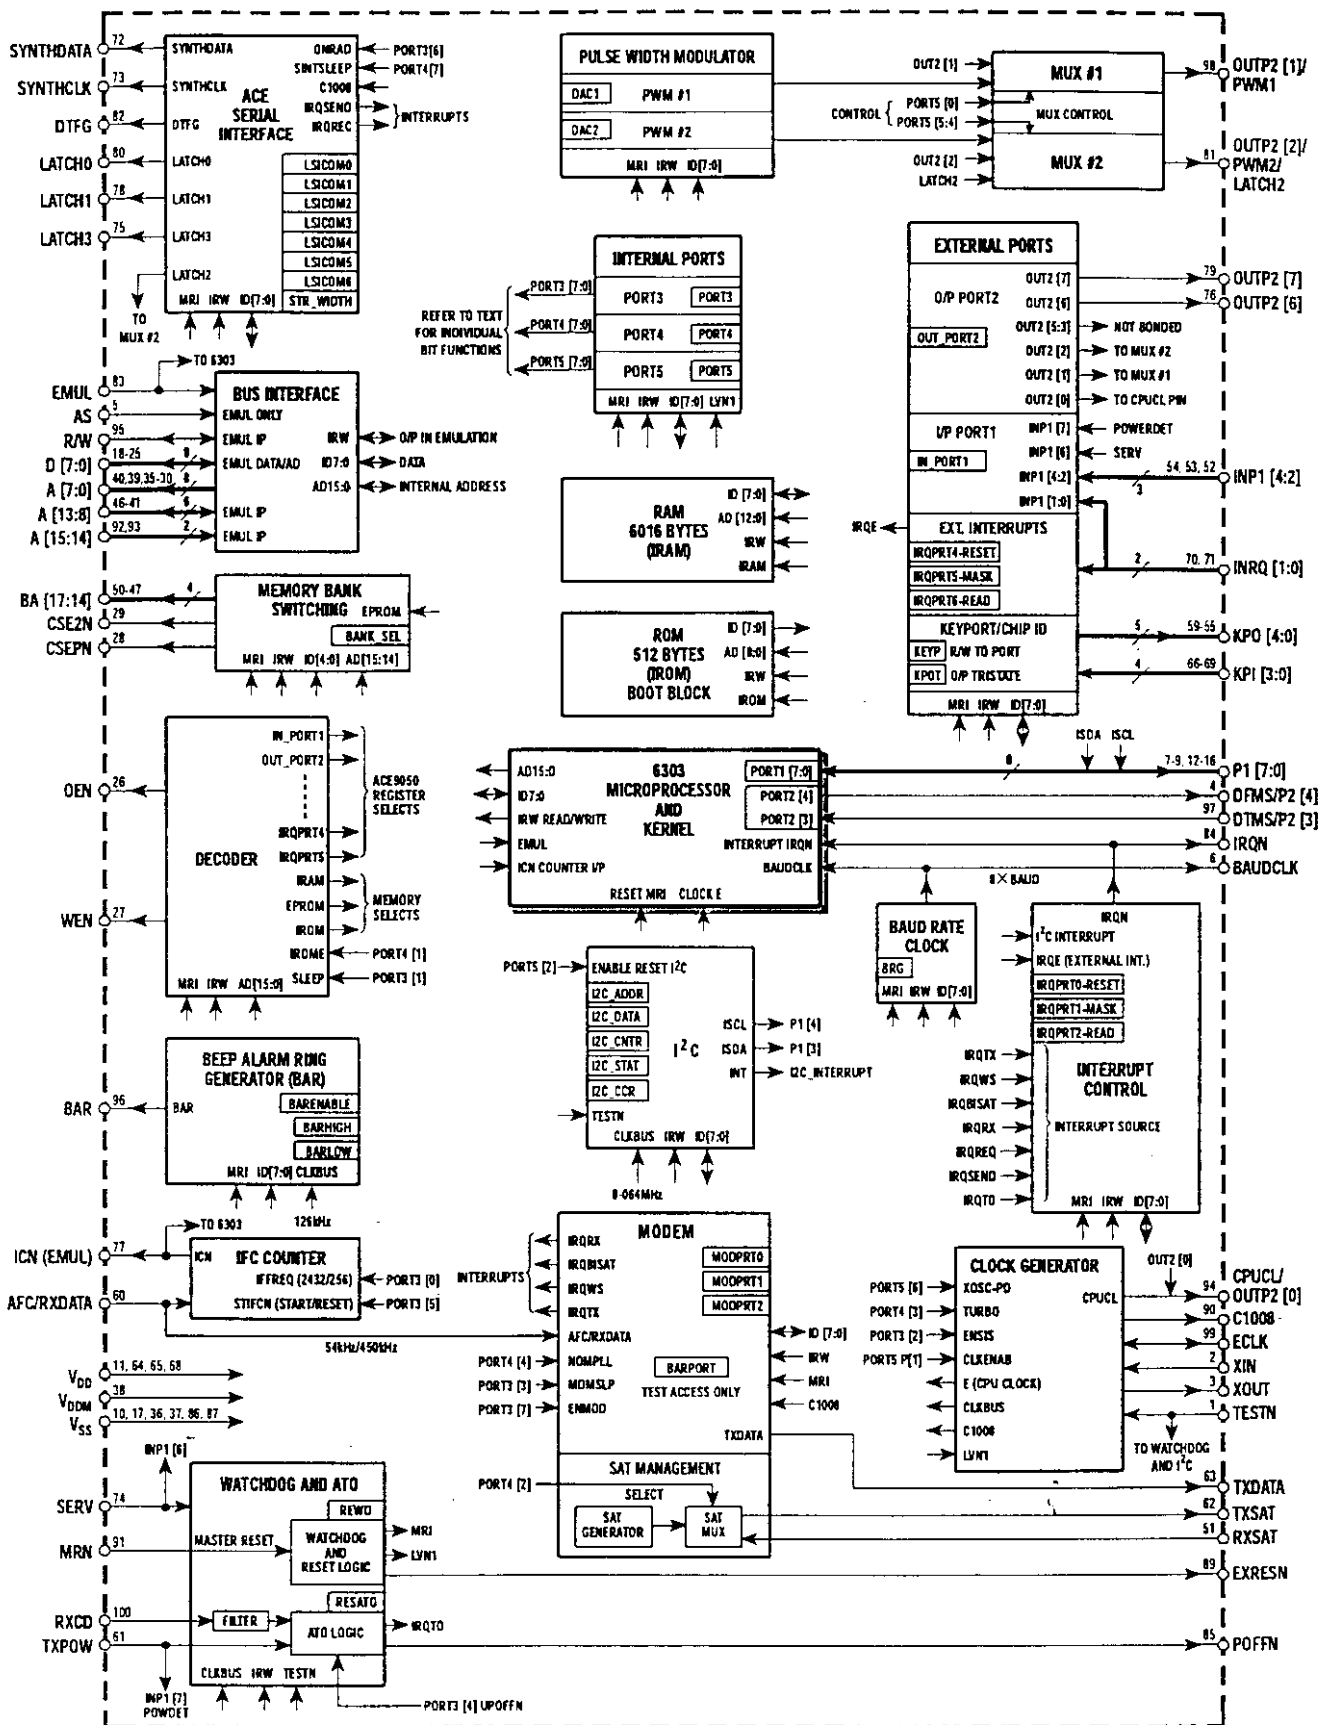 SYNTHDATA 72 SYNTHDATA
SYNTHCLK 73 SYNTHCLK
DTFG 82 DTFG
LATCH0 80 LATCH0
LATCH1 78 LATCH1
LATCH3 75 LATCH3
LATCH2
TO
MUX #2
ACE
SERIAL
INTERFACE
ONRAD PORT3[6]
SINTSLEEP PORT4[7]
C1008
IRQSEND
IRQREC
INTERRUPTS
LSICOM0
LSICOM1
LSICOM2
LSICOM3
LSICOM4
LSICOM5
LSICOM6
STR_WIDTH
MRI IRW ID[7:0]
PULSE WIDTH MODULATOR
DAC1 PWM #1
DAC2 PWM #2
MRI IRW ID[7:0]
OUT2 [1]
CONTROL
PORT5 [0]
PORT5 [5:4]
OUT2 [2]
LATCH2
MUX #1
MUX CONTROL
MUX #2
98 OUTP2 [1]/
PWM1
81 OUTP2 [2]/
PWM2/
LATCH2
INTERNAL PORTS
PORT3 [7:0] PORT3 PORT3
PORT4 [7:0] PORT4 PORT4
PORT5 [7:0] PORT5 PORT5
REFER TO TEXT
FOR INDIVIDUAL
BIT FUNCTIONS
MRI IRW ID[7:0] LVN1
EXTERNAL PORTS
O/P PORT2
OUT_PORT2
OUT2 [7] 79 OUTP2 [7]
OUT2 [6] 76 OUTP2 [6]
OUT2 [5:3] NOT BONDED
OUT2 [2] TO MUX #2
OUT2 [1] TO MUX #1
OUT2 [0] TO CPUCL PIN
I/P PORT1
IN_PORT1
INP1 [7] POWERDET
INP1 [6] SERV
INP1 [4:2] 3 54, 53, 52 INP1 [4:2]
INP1 [1:0]
IRQE
EXT. INTERRUPTS
IRQPRT4-RESET
IRQPRT5-MASK
IRQPRT6-READ
2 70, 71 INRQ [1:0]
KEYPORT/CHIP ID
KEYP R/W TO PORT
KPOT O/P TRISTATE
5 59-55 KPO [4:0]
4 66-69 KPI [3:0]
MRI IRW ID[7:0]
TO 6303
EMUL 83
AS 5
R/W 95
D [7:0] 18-25 8
A [7:0] 40,39,35-30 8
A [13:8] 46-41 6
A [15:14] 92,93 2
BUS INTERFACE
EMUL ONLY
EMUL IP
EMUL DATA/AD
EMUL IP
EMUL IP
IRW O/P IN EMULATION
ID7:0 DATA
AD15:0 INTERNAL ADDRESS
RAM
6016 BYTES
(IRAM)
ID [7:0]
AD [12:0]
IRW
IRAM
BA [17:14] 50-47 4
CSE2N 29
CSEPN 28
MEMORY BANK
SWITCHING
EPROM
BANK_SEL
MRI IRW ID[4:0] AD[15:14]
ROM
512 BYTES
(IROM)
BOOT BLOCK
ID [7:0]
AD [8:0]
IRW
IROM
OEN 26
WEN 27
DECODER
IN_PORT1
OUT_PORT2
IRQPRT4
IRQPRT5
ACE9050
REGISTER
SELECTS
IRAM
EPROM
IROM
MEMORY
SELECTS
IROME PORT4 [1]
SLEEP PORT3 [1]
MRI IRW AD[15:0]
6303
MICROPROCESSOR
AND
KERNEL
AD15:0
ID7:0
IRW READ/WRITE
EMUL
ICN COUNTER I/P
PORT1 [7:0]
PORT2 [4]
PORT2 [3]
INTERRUPT IRQN
BAUDCLK
RESET MRI CLOCK E
ISDA ISCL
8 7-9, 12-16 P1 [7:0]
4 DFMS/P2 [4]
97 DTMS/P2 [3]
84 IRQN
6 BAUDCLK
8 × BAUD
BAUD RATE
CLOCK
BRG
MRI IRW ID[7:0]
PORT5 [2] ENABLE RESET I²C
I2C_ADDR
I2C_DATA
I2C_CNTR
I2C_STAT
I2C_CCR
I²C
ISCL P1 [4]
ISDA P1 [3]
INT I2C_INTERRUPT
TESTN
CLKBUS IRW ID[7:0]
8·064MHz
IRQN
I²C INTERRUPT
IRQE (EXTERNAL INT.)
IRQPRT0-RESET
IRQPRT1-MASK
IRQPRT2-READ
INTERRUPT
CONTROL
IRQTX
IRQWS
IRQBISAT
IRQRX
IRQREQ
IRQSEND
IRQTO
INTERRUPT SOURCE
MRI IRW ID[7:0]
BEEP ALARM RING
GENERATOR (BAR)
BAR 96 BAR
BARENABLE
BARHIGH
BARLOW
MRI ID[7:0] CLKBUS
126kHz
TO 6303
ICN (EMUL) 77 ICN
IFC COUNTER
IFFREQ (2432/256) PORT3 [0]
STIFCN (START/RESET) PORT3 [5]
AFC/RXDATA 60
54kHz/450kHz
MODEM
INTERRUPTS
IRQRX
IRQBISAT
IRQWS
IRQTX
AFC/RXDATA
PORT4 [4] NOMPLL
PORT3 [3] MDMSLP
PORT3 [7] ENMOD
MODPRT0
MODPRT1
MODPRT2
ID [7:0]
IRW
MRI
C1008
BARPORT
TEST ACCESS ONLY
TXDATA
SAT MANAGEMENT
PORT4 [2] SELECT
SAT
GENERATOR
SAT
MUX
63 TXDATA
62 TXSAT
51 RXSAT
CLOCK GENERATOR
PORT5 [6] XOSC-PD
PORT4 [3] TURBO
PORT3 [2] ENSIS
PORT5 P[1] CLKENAB
E (CPU CLOCK)
CLKBUS
C1008
LVN1
CPUCL
OUT2 [0]
94 CPUCL/
OUTP2 [0]
90 C1008
99 ECLK
2 XIN
3 XOUT
1 TESTN
TO WATCHDOG
AND I²C
VDD 11, 64, 65, 68
VDDM 38
VSS 10, 17, 36, 37, 86, 87
INP1 [6]
WATCHDOG AND ATO
SERV 74
MRN 91 MASTER RESET
REWD
WATCHDOG
AND
RESET LOGIC
MRI
LVN1
89 EXRESN
RESATO
RXCD 100 FILTER
TXPOW 61
ATO LOGIC
IRQTO
85 POFFN
CLKBUS IRW TESTN
INP1 [7]
POWDET
PORT3 [4] UPOFFN